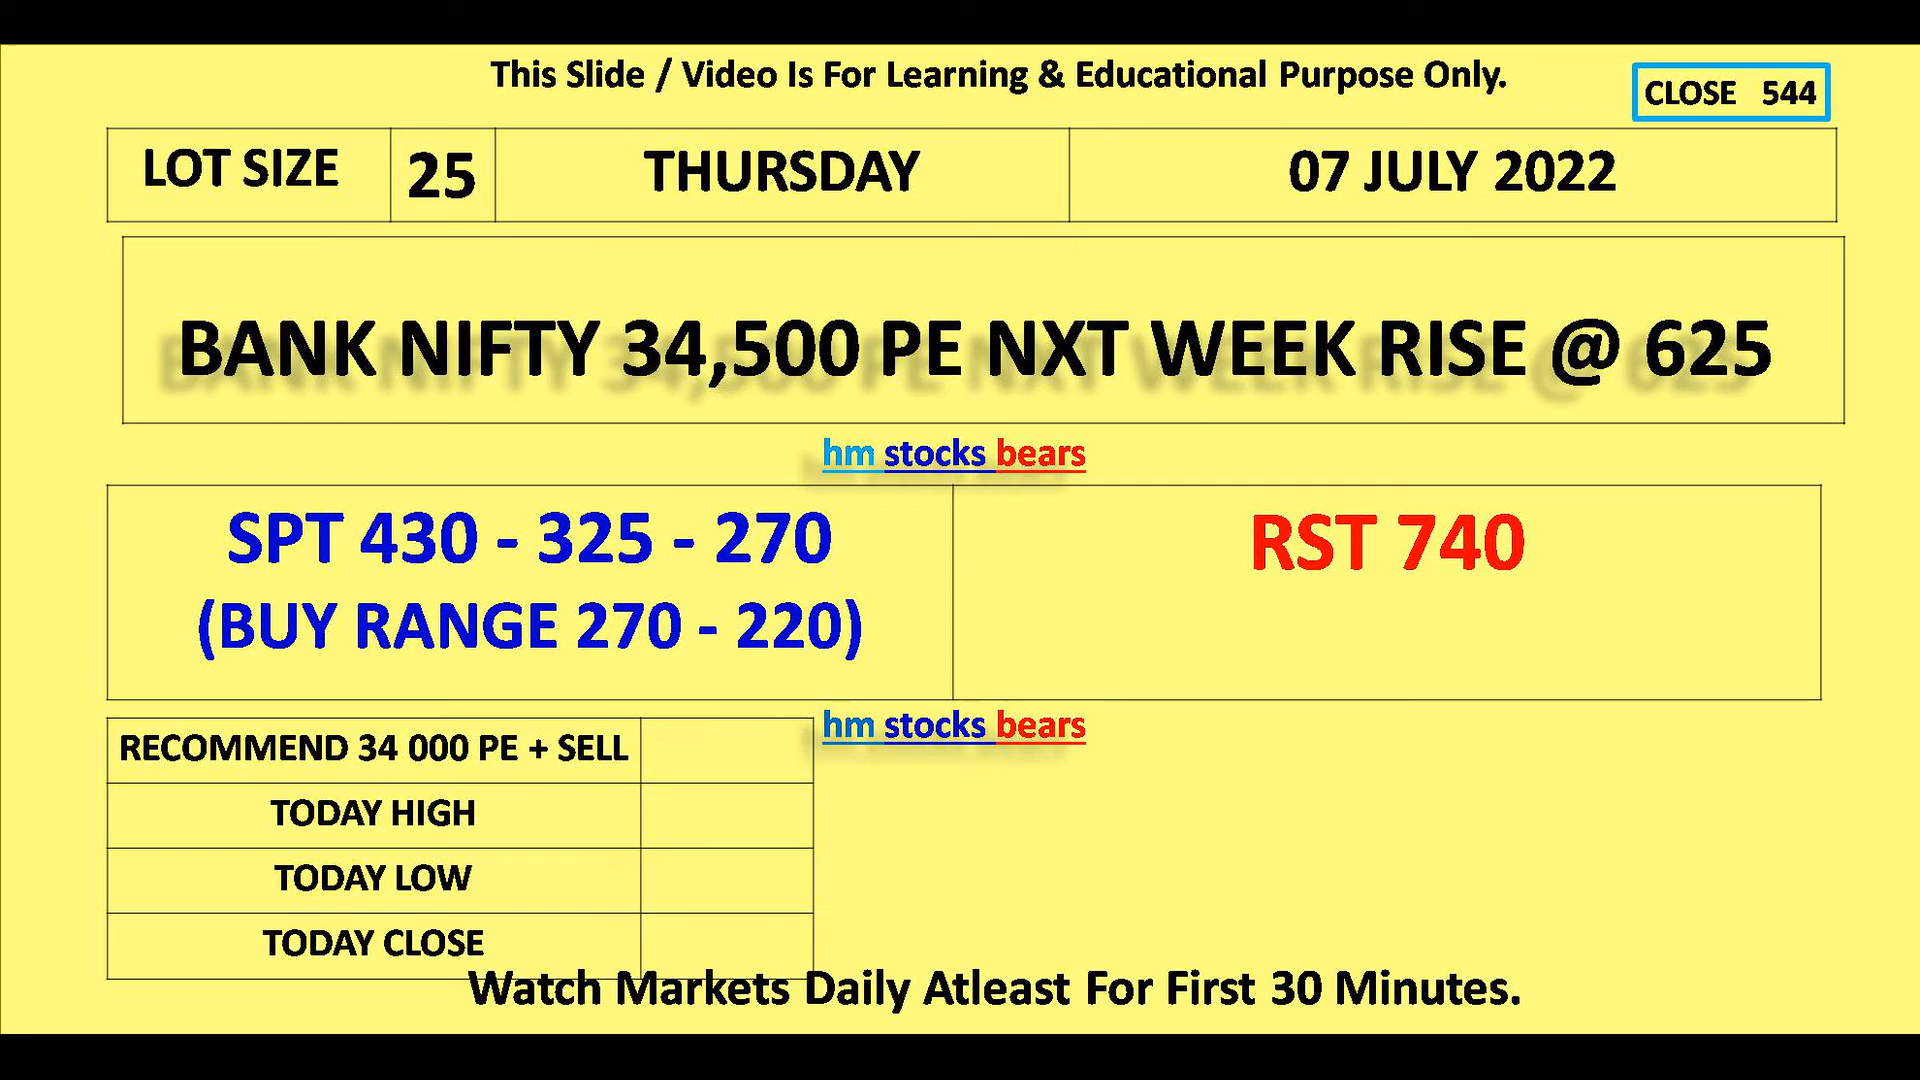 This Slide / Video Is For Learning & Educational Purpose Only.
CLOSE 544
LOT SIZE 25 THURSDAY 07 JULY 2022
BANK NIFTY 34,500 PE NXT WEEK RISE @ 625
hm stocks bears
SPT 430 - 325 - 270
(BUY RANGE 270 - 220)
RST 740
hm stocks bears
RECOMMEND 34 000 PE + SELL
TODAY HIGH
TODAY LOW
TODAY CLOSE
Watch Markets Daily Atleast For First 30 Minutes.